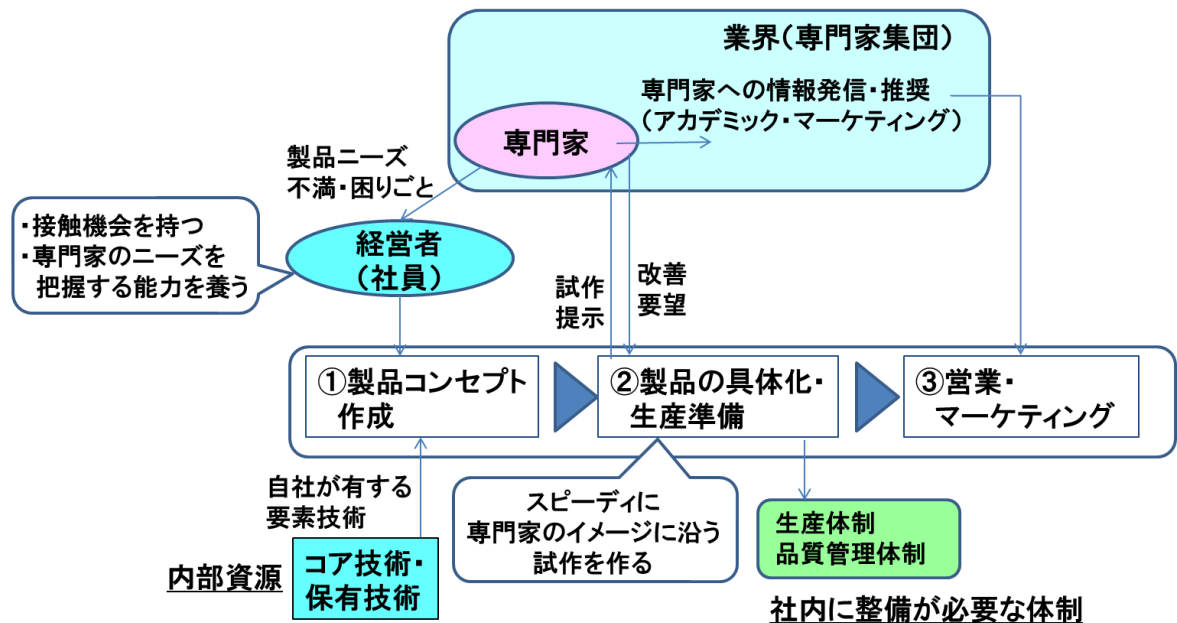 業界(専門家集団)
専門家への情報発信・推奨
(アカデミック・マーケティング)
専門家
製品ニーズ
不満・困りごと
・接触機会を持つ
・専門家のニーズを
把握する能力を養う
経営者
(社員)
試作
提示
改善
要望
①製品コンセプト
作成
②製品の具体化・
生産準備
③営業・
マーケティング
自社が有する
要素技術
スピーディに
専門家のイメージに沿う
試作を作る
生産体制
品質管理体制
内部資源
コア技術・
保有技術
社内に整備が必要な体制